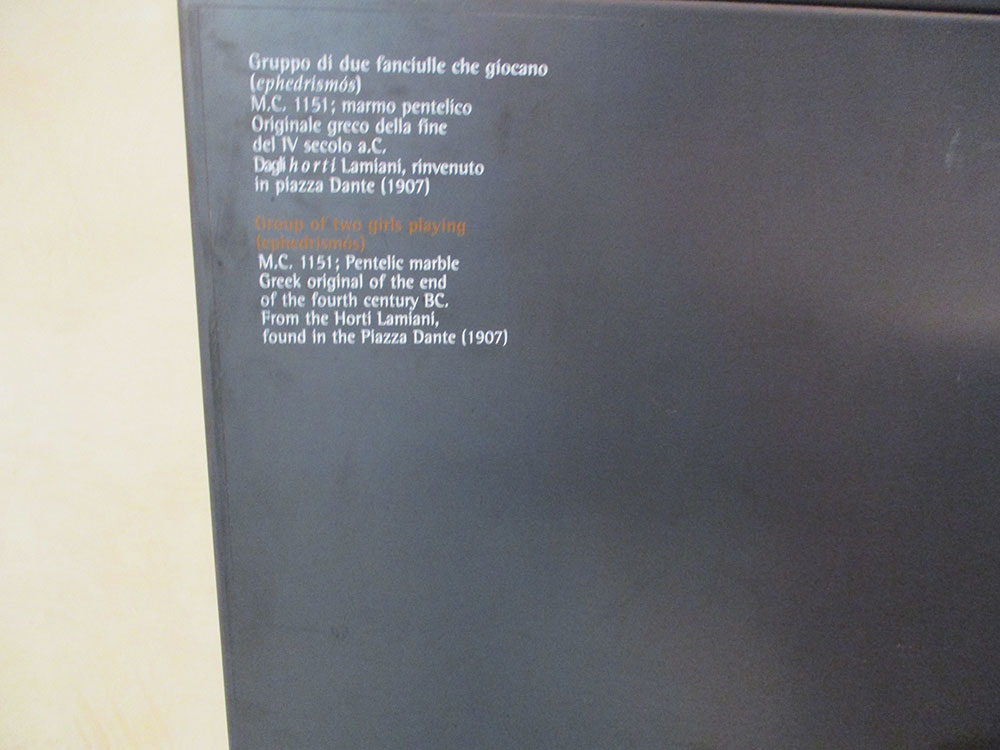 Gruppo di due fanciulle che giocano
(ephedrismós)
M.C. 1151; marmo pentelico
Originale greco della fine
del IV secolo a.C.
Dagli horti Lamiani, rinvenuto
in piazza Dante (1907)
Group of two girls playing
(ephedrismós)
M.C. 1151; Pentelic marble
Greek original of the end
of the fourth century BC.
From the Horti Lamiani,
found in the Piazza Dante (1907)